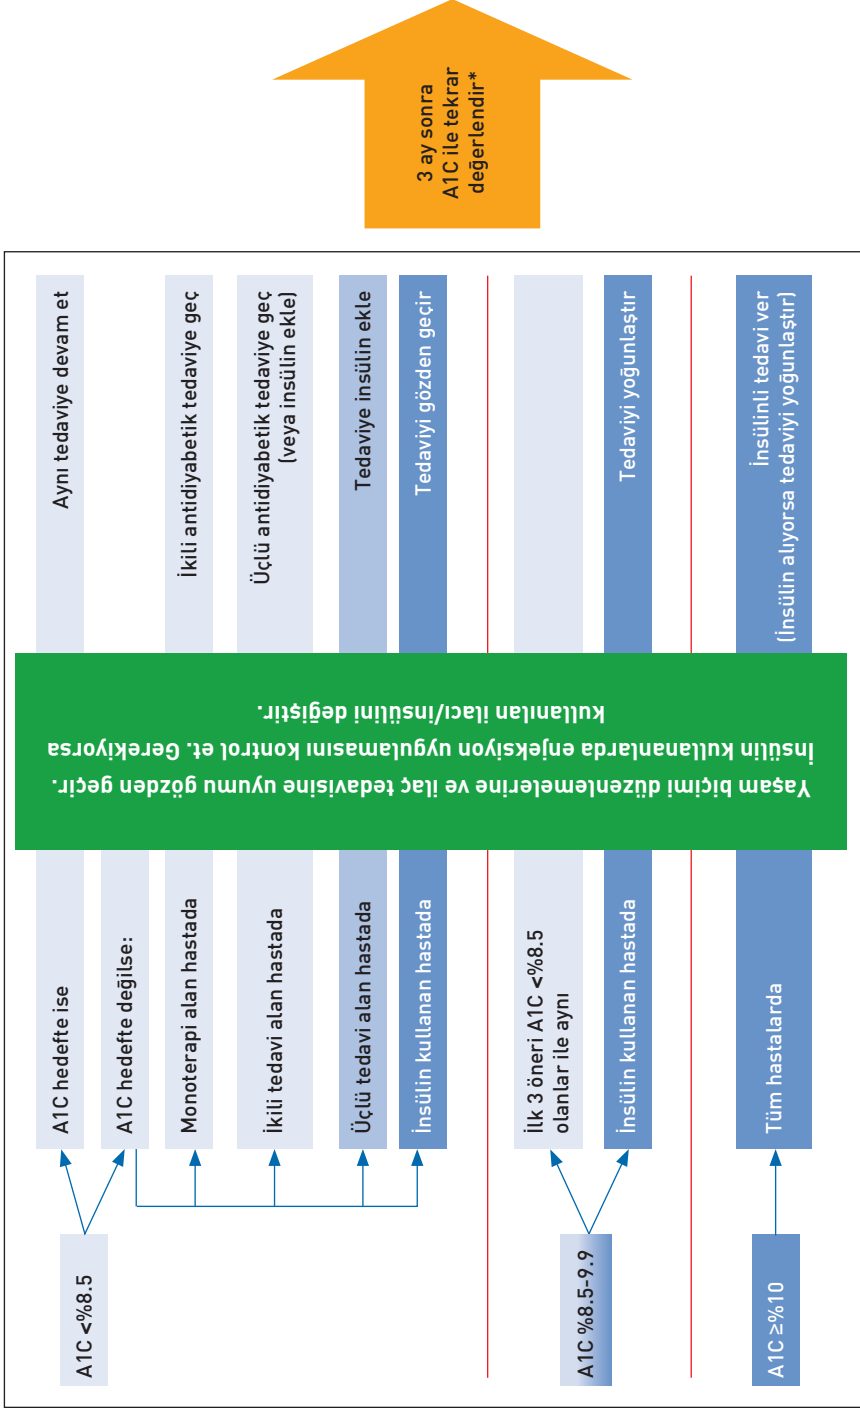 A1C <%8.5
A1C hedefte ise
Aynı tedaviye devam et
A1C hedefte değilse:
Monoterapi alan hastada
İkili antidiyabetik tedaviye geç
İkili tedavi alan hastada
Üçlü antidiyabetik tedaviye geç
(veya insülin ekle)
Üçlü tedavi alan hastada
Tedaviye insülin ekle
İnsülin kullanan hastada
Tedaviyi gözden geçir
A1C %8.5-9.9
İlk 3 öneri A1C <%8.5
olanlar ile aynı
İnsülin kullanan hastada
Tedaviyi yoğunlaştır
A1C ≥%10
Tüm hastalarda
İnsülinli tedavi ver
(İnsülin alıyorsa tedaviyi yoğunlaştır)
Yaşam biçimi düzenlemelerine ve ilaç tedavisine uyumu gözden geçir.
İnsülin kullananlarda enjeksiyon uygulamasını kontrol et. Gerekiyorsa
kullanılan ilacı/insülini değiştir.
3 ay sonra
A1C ile tekrar
değerlendir*